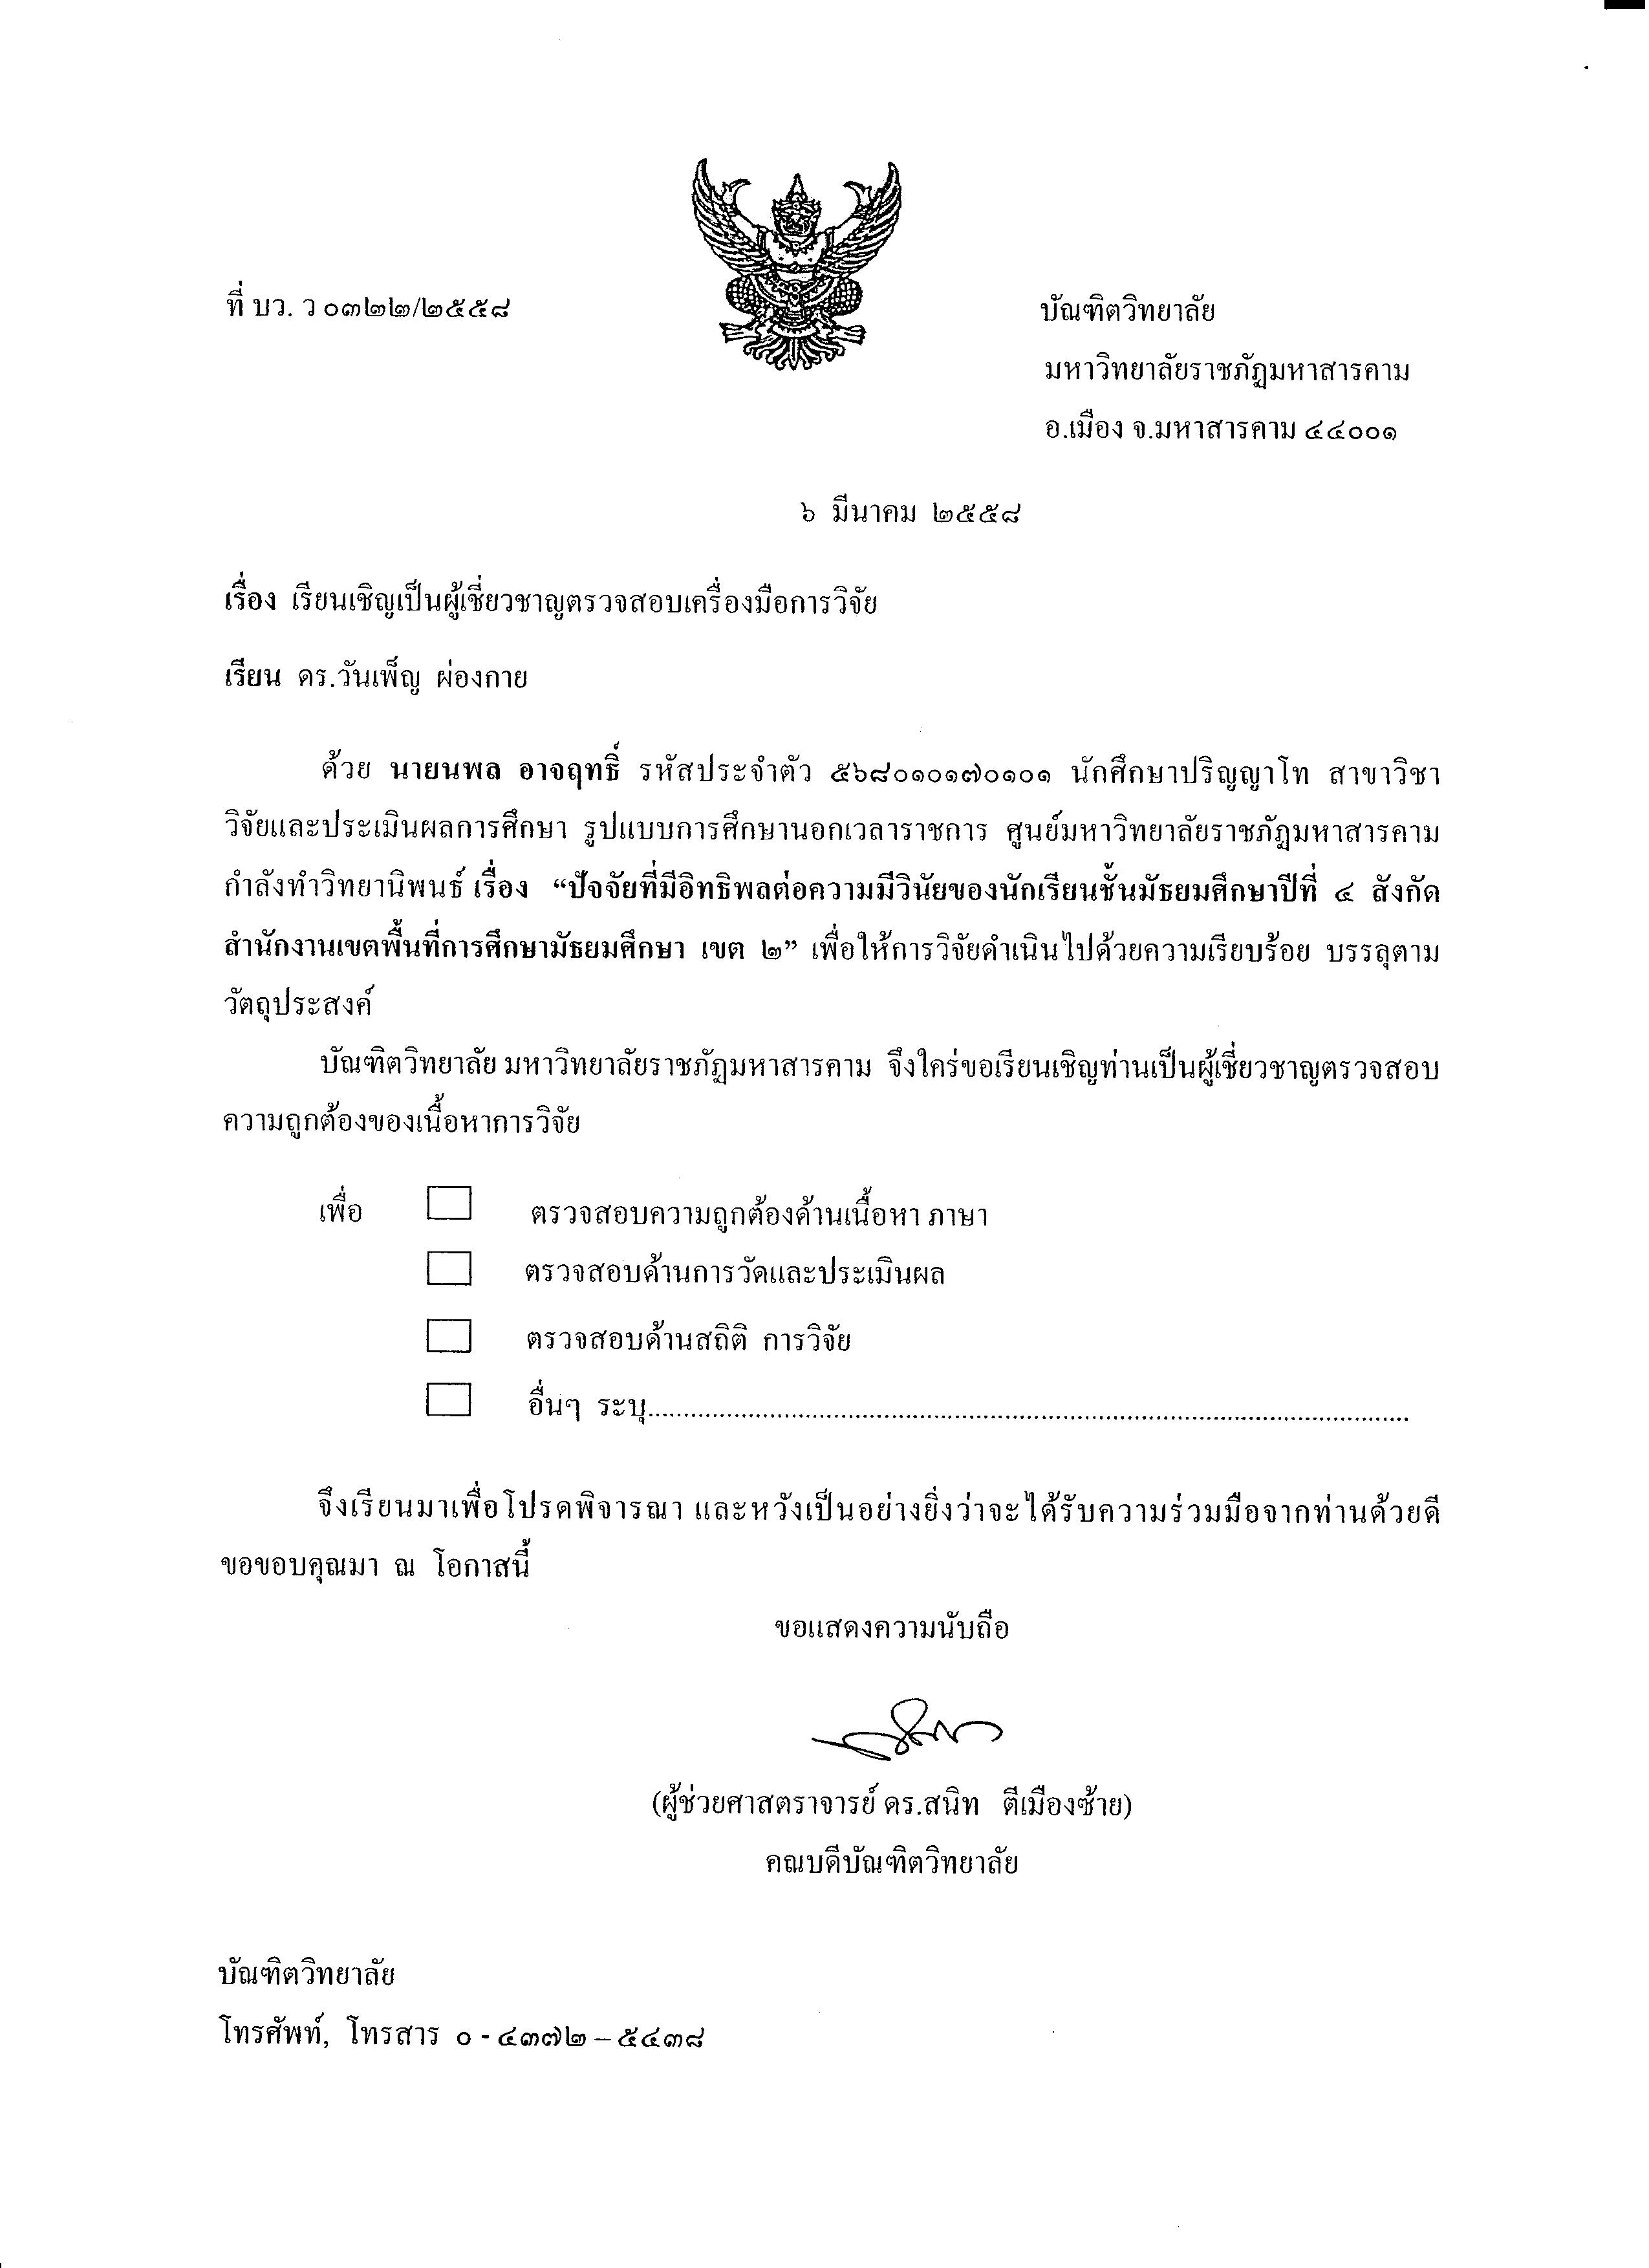 ที่ บว. ว ๐๓๒๒/๒๕๕๘
บัณฑิตวิทยาลัย
มหาวิทยาลัยราชภัฏมหาสารคาม
อ.เมือง จ.มหาสารคาม ๔๔๐๐๑
๖ มีนาคม ๒๕๕๘
เรื่อง เรียนเชิญเป็นผู้เชี่ยวชาญตรวจสอบเครื่องมือการวิจัย
เรียน ดร.วันเพ็ญ ผ่องกาย
ด้วย นายนพล อาจฤทธิ์ รหัสประจำตัว ๕๖๘๐๑๐๑๗๐๑๐๑ นักศึกษาปริญญาโท สาขาวิชา
วิจัยและประเมินผลการศึกษา รูปแบบการศึกษานอกเวลาราชการ ศูนย์มหาวิทยาลัยราชภัฏมหาสารคาม
กำลังทำวิทยานิพนธ์ เรื่อง “ปัจจัยที่มีอิทธิพลต่อความมีวินัยของนักเรียนชั้นมัธยมศึกษาปีที่ ๔ สังกัด
สำนักงานเขตพื้นที่การศึกษามัธยมศึกษา เขต ๒” เพื่อให้การวิจัยดำเนินไปด้วยความเรียบร้อย บรรลุตาม
วัตถุประสงค์
บัณฑิตวิทยาลัย มหาวิทยาลัยราชภัฏมหาสารคาม จึงใคร่ขอเรียนเชิญท่านเป็นผู้เชี่ยวชาญตรวจสอบ
ความถูกต้องของเนื้อหาการวิจัย
เพื่อ ตรวจสอบความถูกต้องด้านเนื้อหา ภาษา
ตรวจสอบด้านการวัดและประเมินผล
ตรวจสอบด้านสถิติ การวิจัย
อื่นๆ ระบุ..............................................................................................................
จึงเรียนมาเพื่อโปรดพิจารณา และหวังเป็นอย่างยิ่งว่าจะได้รับความร่วมมือจากท่านด้วยดี
ขอขอบคุณมา ณ โอกาสนี้
ขอแสดงความนับถือ
(ผู้ช่วยศาสตราจารย์ ดร.สนิท ตีเมืองซ้าย)
คณบดีบัณฑิตวิทยาลัย
บัณฑิตวิทยาลัย
โทรศัพท์, โทรสาร ๐ - ๔๓๗๒ – ๕๔๓๘